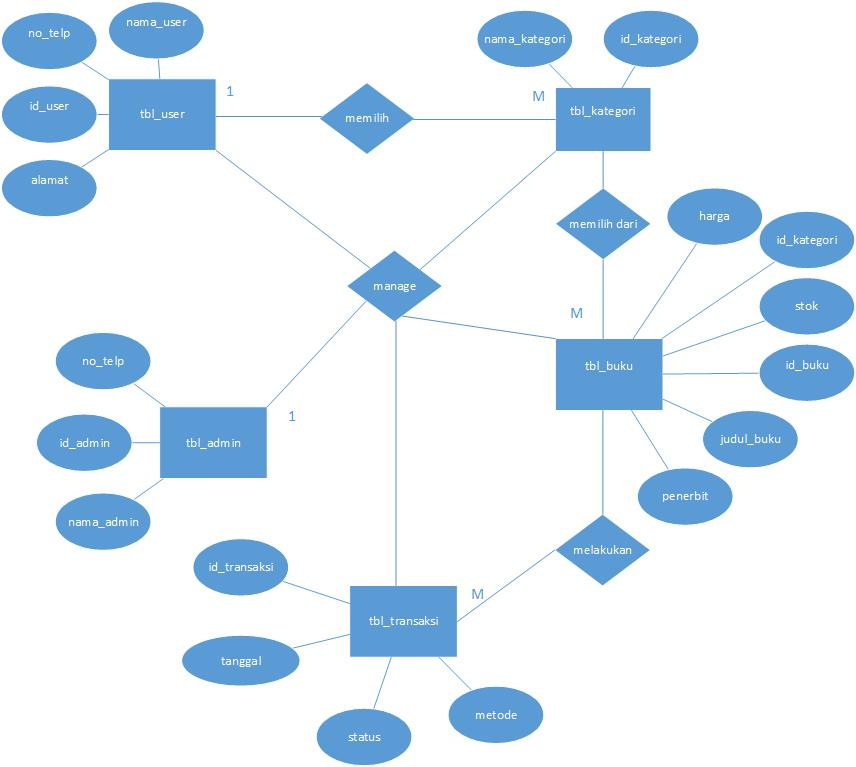 nama_user
no_telp
nama_kategori
id_kategori
1
M
id_user
tbl_user
memilih
tbl_kategori
alamat
harga
memilih dari
id_kategori
manage
stok
M
no_telp
tbl_buku
id_buku
1
id_admin
tbl_admin
judul_buku
penerbit
nama_admin
melakukan
id_transaksi
M
tbl_transaksi
tanggal
metode
status